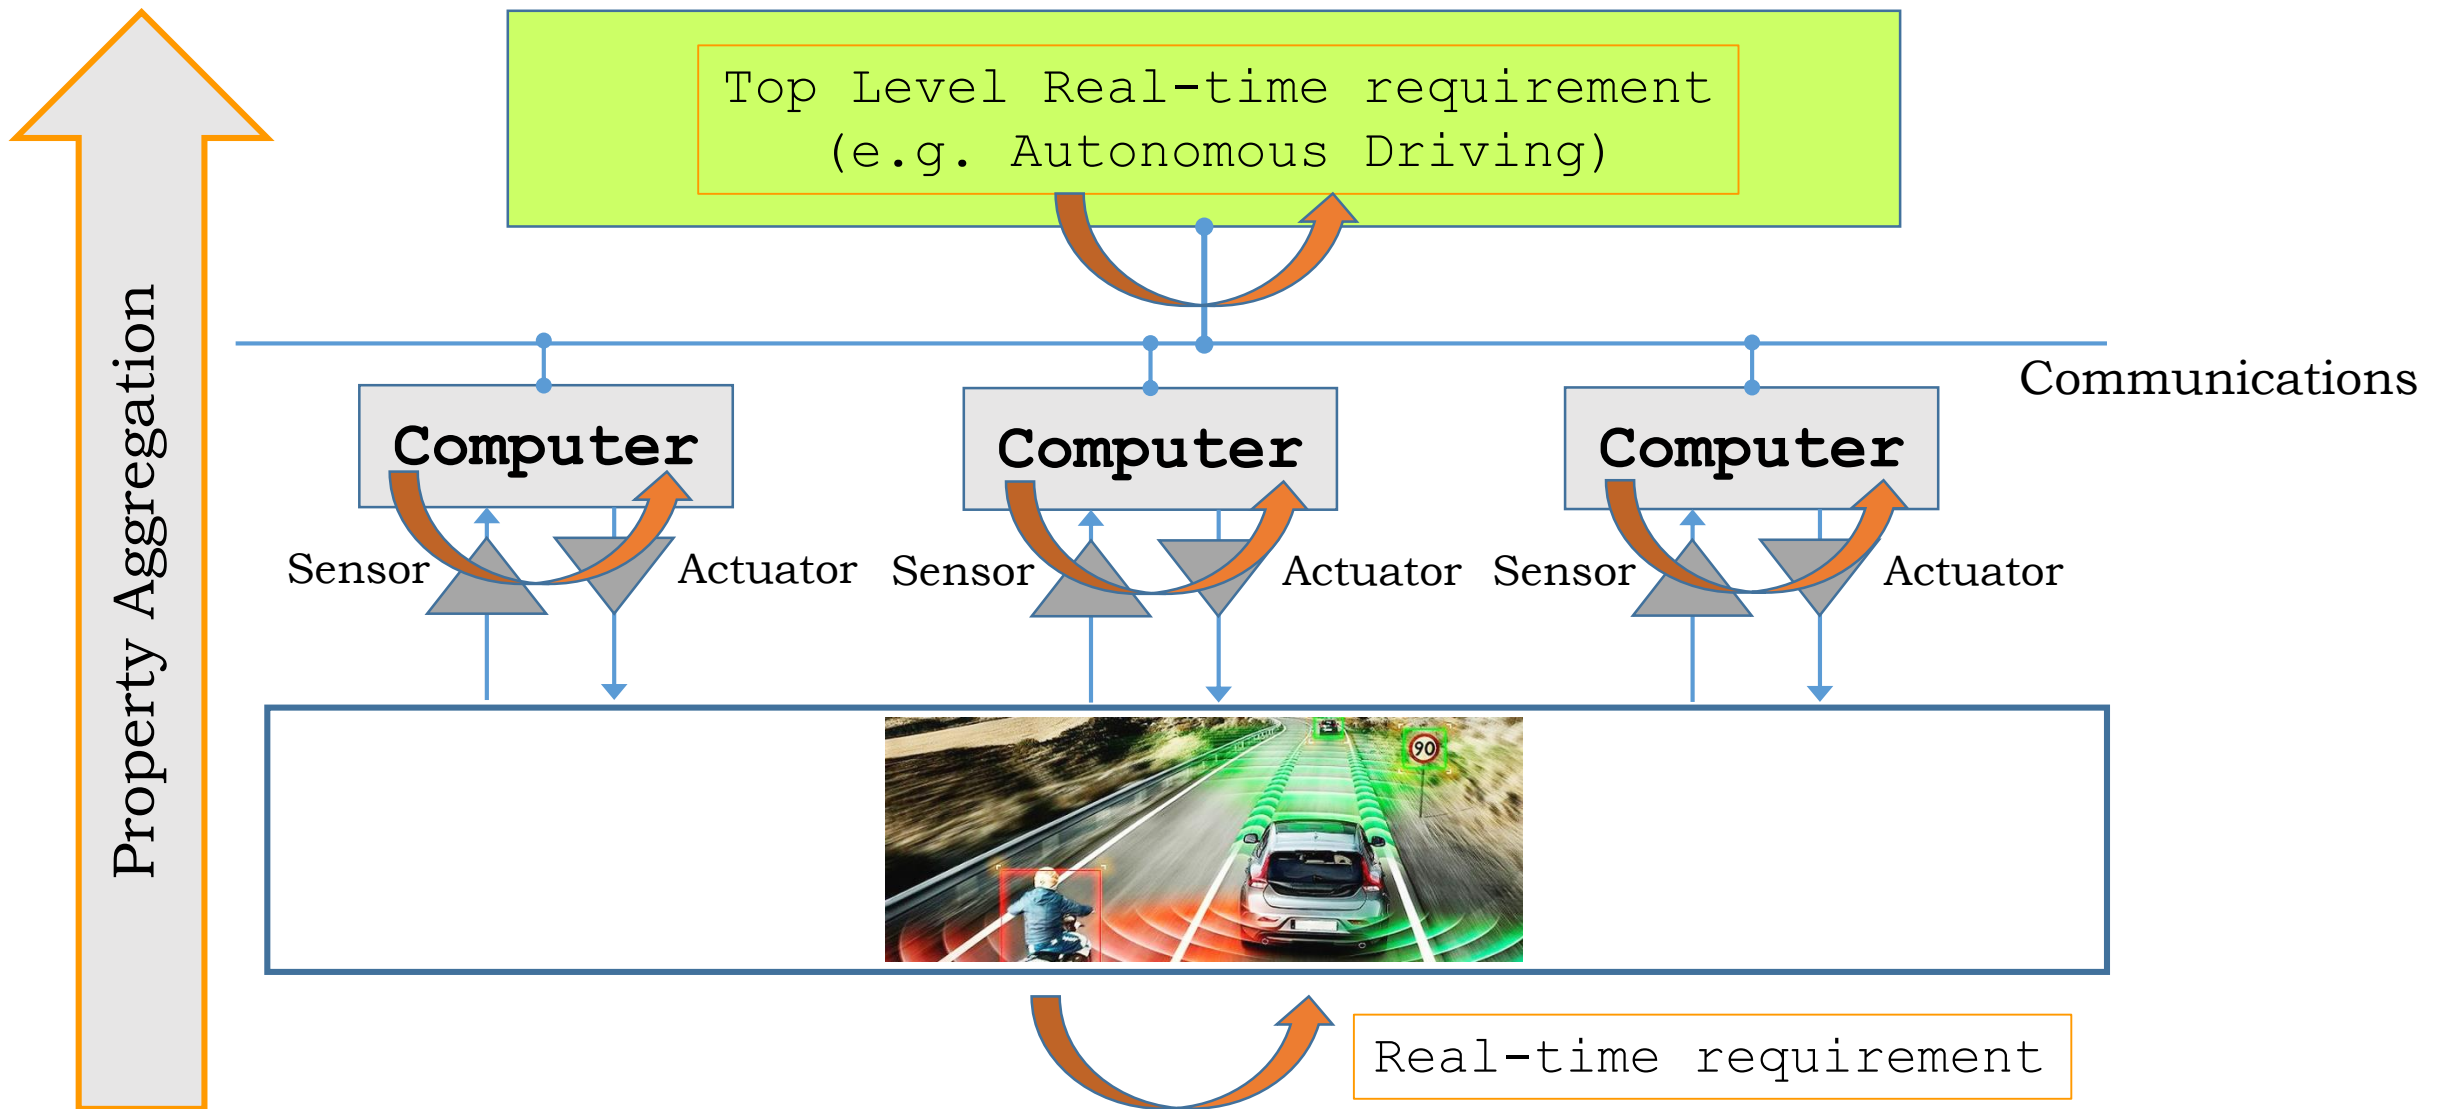 Top Level Real-time requirement
(e.g. Autonomous Driving)
Property Aggregation
Communications
Computer
Computer
Computer
Sensor
Actuator
Sensor
Actuator
Sensor
Actuator
90
Real-time requirement